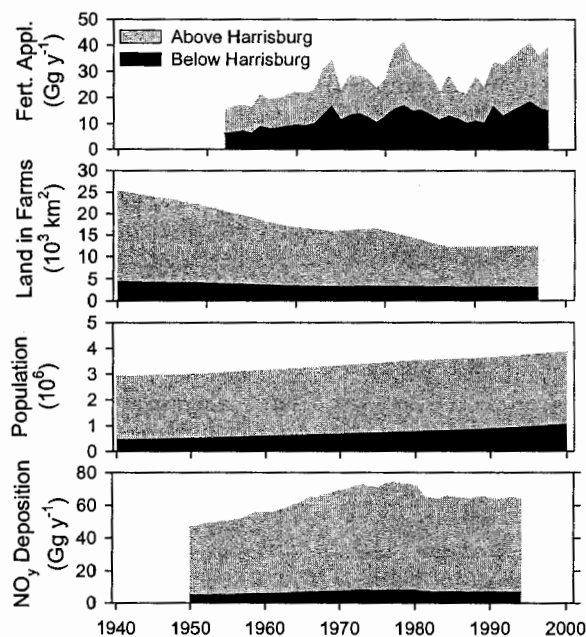 Fert. Appl.
(Gg y⁻¹)
50
40
30
20
10
0
Above Harrisburg
Below Harrisburg
Land in Farms
(10³ km²)
30
25
20
15
10
5
0
Population
(10⁶)
5
4
3
2
1
0
NOy Deposition
(Gg y⁻¹)
80
60
40
20
0
1940 1950 1960 1970 1980 1990 2000